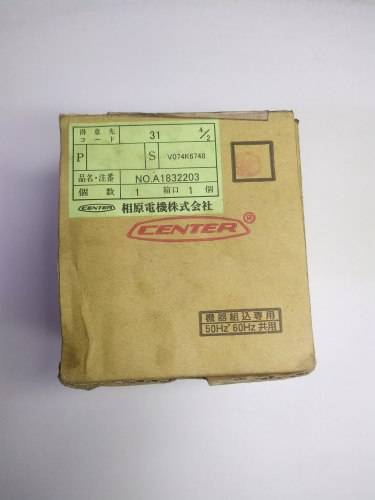 得意先
コード 31 4/2
P S V074K6748
品名・注番 NO.A1832203
個数 1 箱口 1 個
CENTER 相原電機株式会社
CENTER ®
機器組込専用
50Hz 60Hz 共用